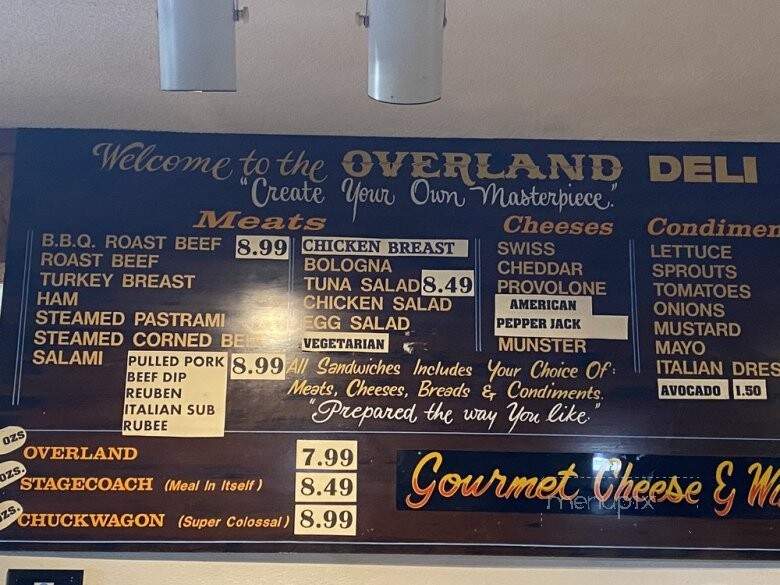 Welcome to the OVERLAND DELI
"Create Your Own Masterpiece."
Meats
B.B.Q. ROAST BEEF 8.99
ROAST BEEF
TURKEY BREAST
HAM
STEAMED PASTRAMI
STEAMED CORNED
SALAMI
PULLED PORK 8.99
BEEF DIP
REUBEN
ITALIAN SUB
RUBEE
CHICKEN BREAST
BOLOGNA
TUNA SALAD 8.49
CHICKEN SALAD
EGG SALAD
VEGETARIAN
Cheeses
SWISS
CHEDDAR
PROVOLONE
AMERICAN
PEPPER JACK
MUNSTER
LETTUCE
SPROUTS
TOMATOES
ONIONS
MUSTARD
MAYO
ITALIAN
AVOCADO 1.50
All Sandwiches Includes Your Choice Of:
Meats, Cheeses, Breads & Condiments.
"Prepared the way You like."
OZS
OVERLAND 7.99
OZS.
STAGECOACH (Meal In Itself) 8.49
CHUCKWAGON (Super Colossal) 8.99
Gourmet Cheese &
menupix